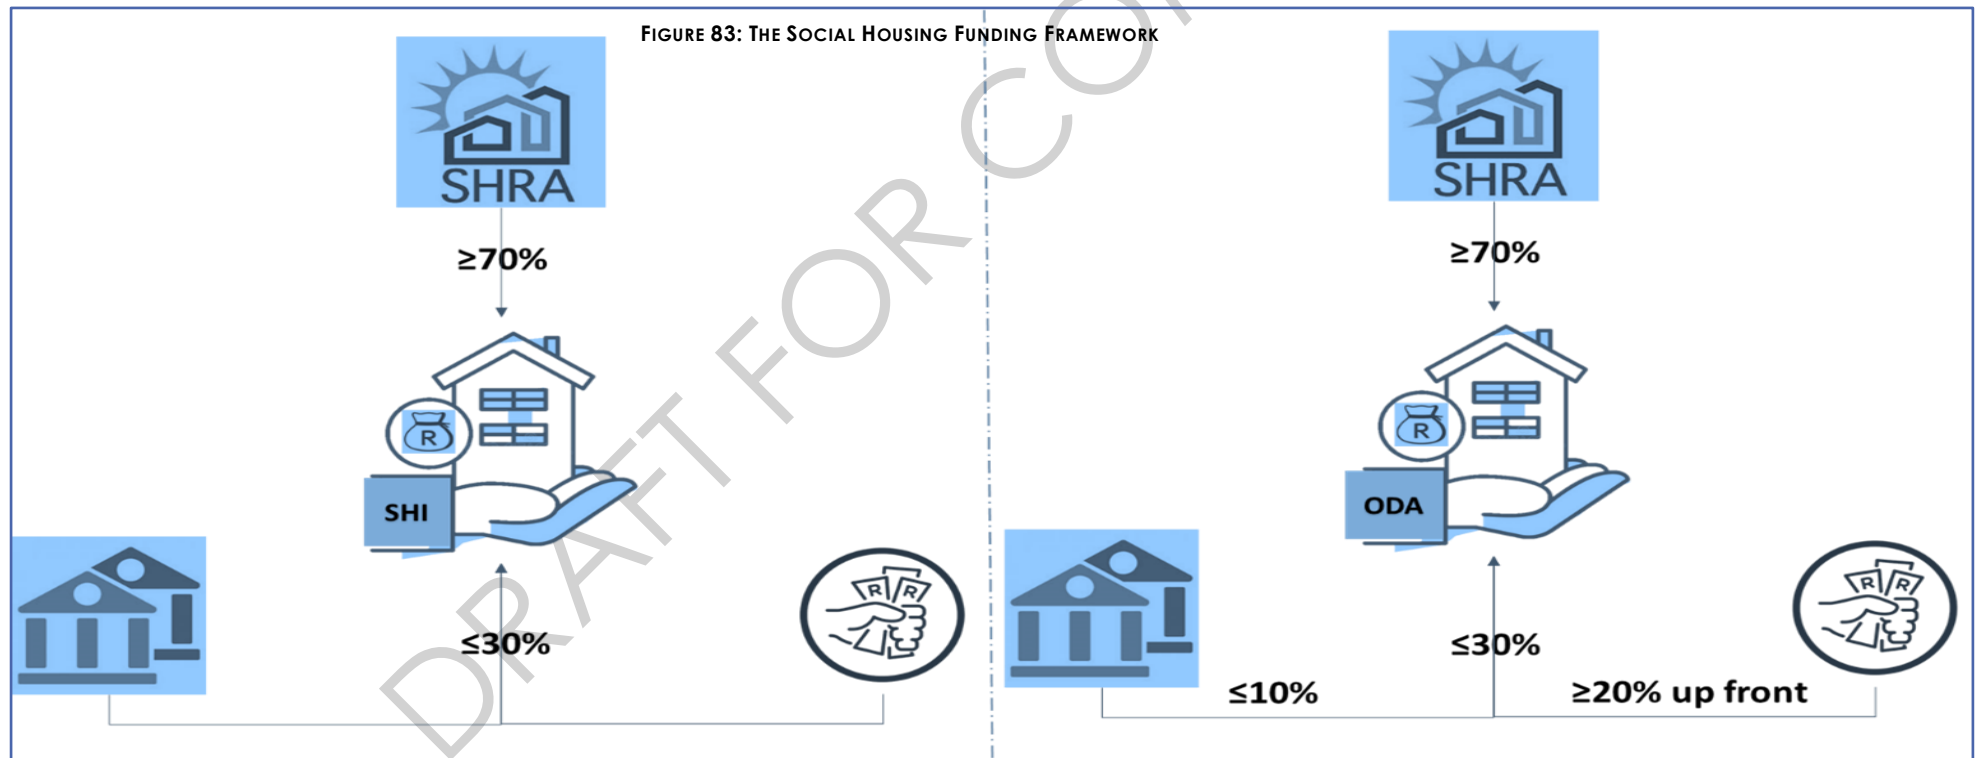 FIGURE 83: THE SOCIAL HOUSING FUNDING FRAMEWORK
SHRA
≥70%
R
SHI
R R
≤30%
SHRA
≥70%
R
ODA
R R
≤30%
≤10%
≥20% up front
DRAFT FOR CO